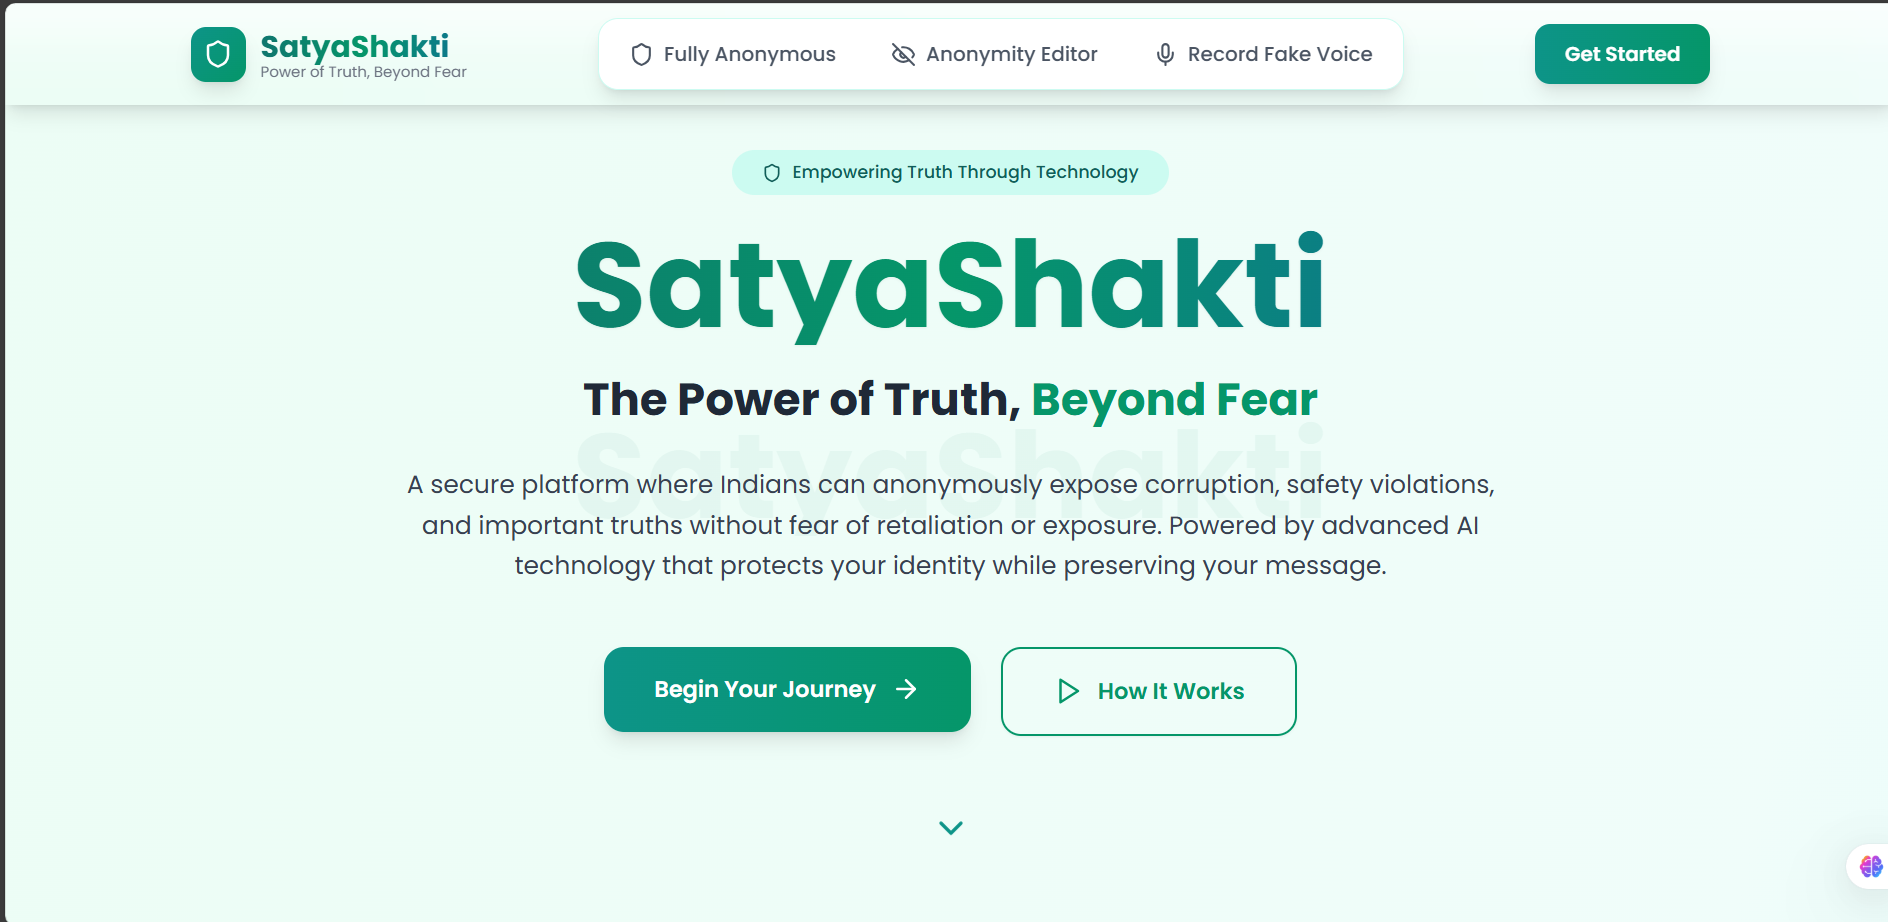 SatyaShakti
Power of Truth, Beyond Fear
Fully Anonymous
Anonymity Editor
Record Fake Voice
Get Started
Empowering Truth Through Technology
SatyaShakti
The Power of Truth, Beyond Fear
SatyaShakti
A secure platform where Indians can anonymously expose corruption, safety violations,
and important truths without fear of retaliation or exposure. Powered by advanced AI
technology that protects your identity while preserving your message.
Begin Your Journey
How It Works